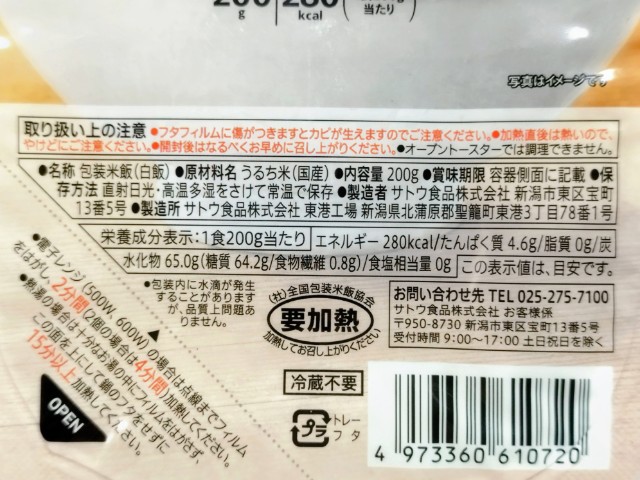 200g 280kcal 当たり
写真はイメージです
取り扱い上の注意 ●フタフィルムに傷がつきますとカビが生えますのでご注意ください。●加熱直後は熱いので、
やけどにご注意ください。●開封後はなるべくお早めに召し上がりください。●オーブントースターでは調理できません。
●名称 包装米飯(白飯) ●原材料名 うるち米(国産) ●内容量 200g ●賞味期限 容器側面に記載 ●保
存方法 直射日光・高温多湿をさけて常温で保存 ●製造者 サトウ食品株式会社 新潟市東区宝町
13番5号 ●製造所 サトウ食品株式会社 東港工場 新潟県北蒲原郡聖籠町東港3丁目78番1号
栄養成分表示:1食200g当たり エネルギー 280kcal/たんぱく質 4.6g/脂質 0g/炭
水化物 65.0g(糖質 64.2g/食物繊維 0.8g)/食塩相当量 0g この表示値は、目安です。
●電子レンジ(500W、600W)の場合は点線までフィルム
をはがし、2分間(2個の場合は4分間)加熱してください。
●熱湯の場合は十分なお湯の中にフィルムをはがさず、
この面を上にして鍋のフタをせずに
15分以上加熱してください。
OPEN
●包装内に水滴が発生
することがあります
が、品質上問題あ
りません。
(社)全国包装米飯協会
要加熱
加熱してお召し上がりください
お問い合わせ先 TEL 025-275-7100
サトウ食品株式会社 お客様係
〒950-8730 新潟市東区宝町13番5号
受付時間 9:00〜17:00 土日祝日を除く
冷蔵不要
プラ
トレー
フタ
4 973360 610720